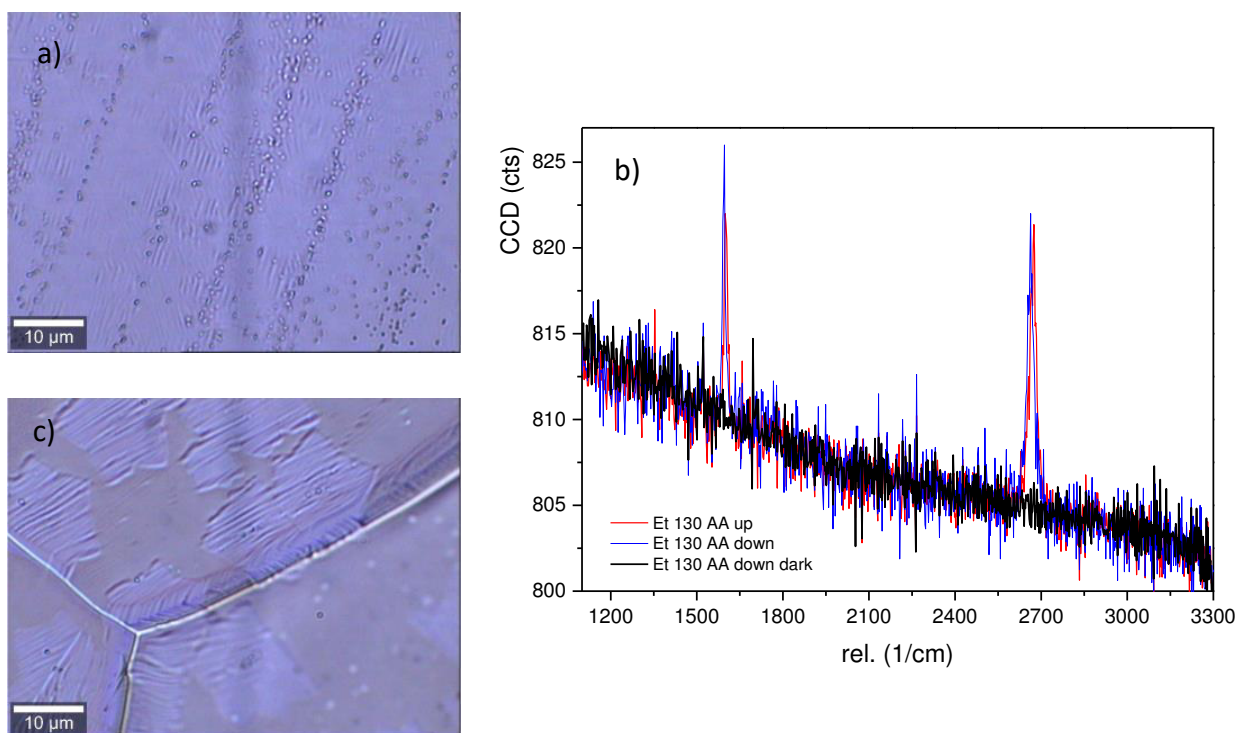 a)
10 µm
c)
10 µm
b)
CCD (cts)
825
820
815
810
805
800
Et 130 AA up
Et 130 AA down
Et 130 AA down dark
1200 1500 1800 2100 2400 2700 3000 3300
rel. (1/cm)